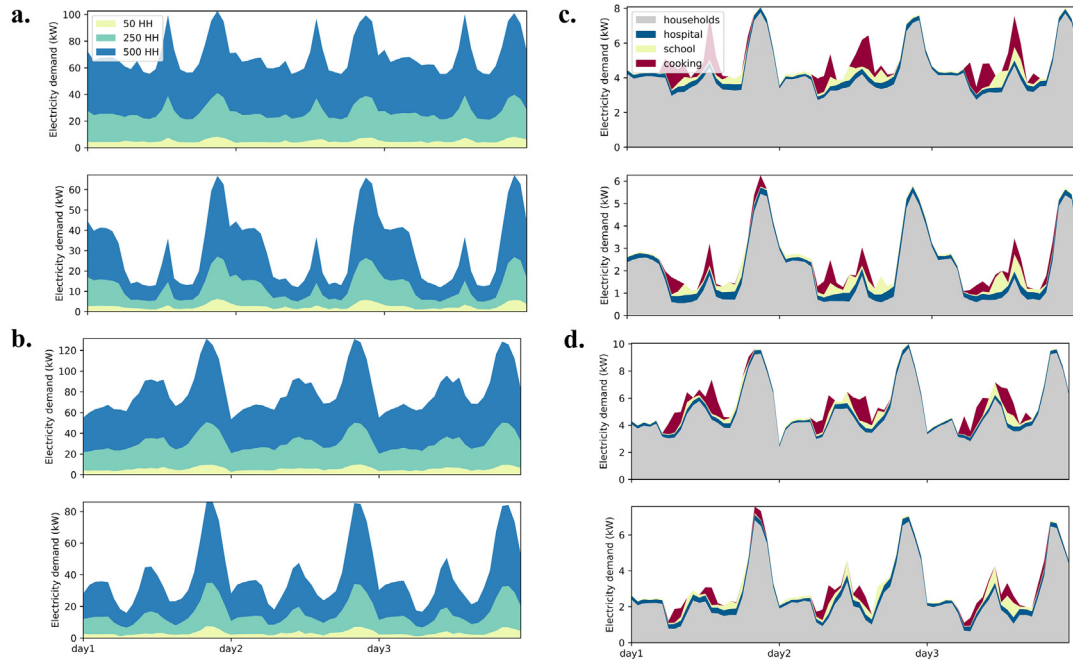 a.
Electricity demand (kW)
100
80
60
40
20
0
50 HH
250 HH
500 HH
Electricity demand (kW)
60
50
40
30
20
10
0
b.
Electricity demand (kW)
120
100
80
60
40
20
0
Electricity demand (kW)
80
60
40
20
0
day1 day2 day3
c.
Electricity demand (kW)
8
6
4
2
0
households
hospital
school
cooking
Electricity demand (kW)
6
5
4
3
2
1
0
d.
Electricity demand (kW)
10
8
6
4
2
0
Electricity demand (kW)
6
4
2
0
day1 day2 day3